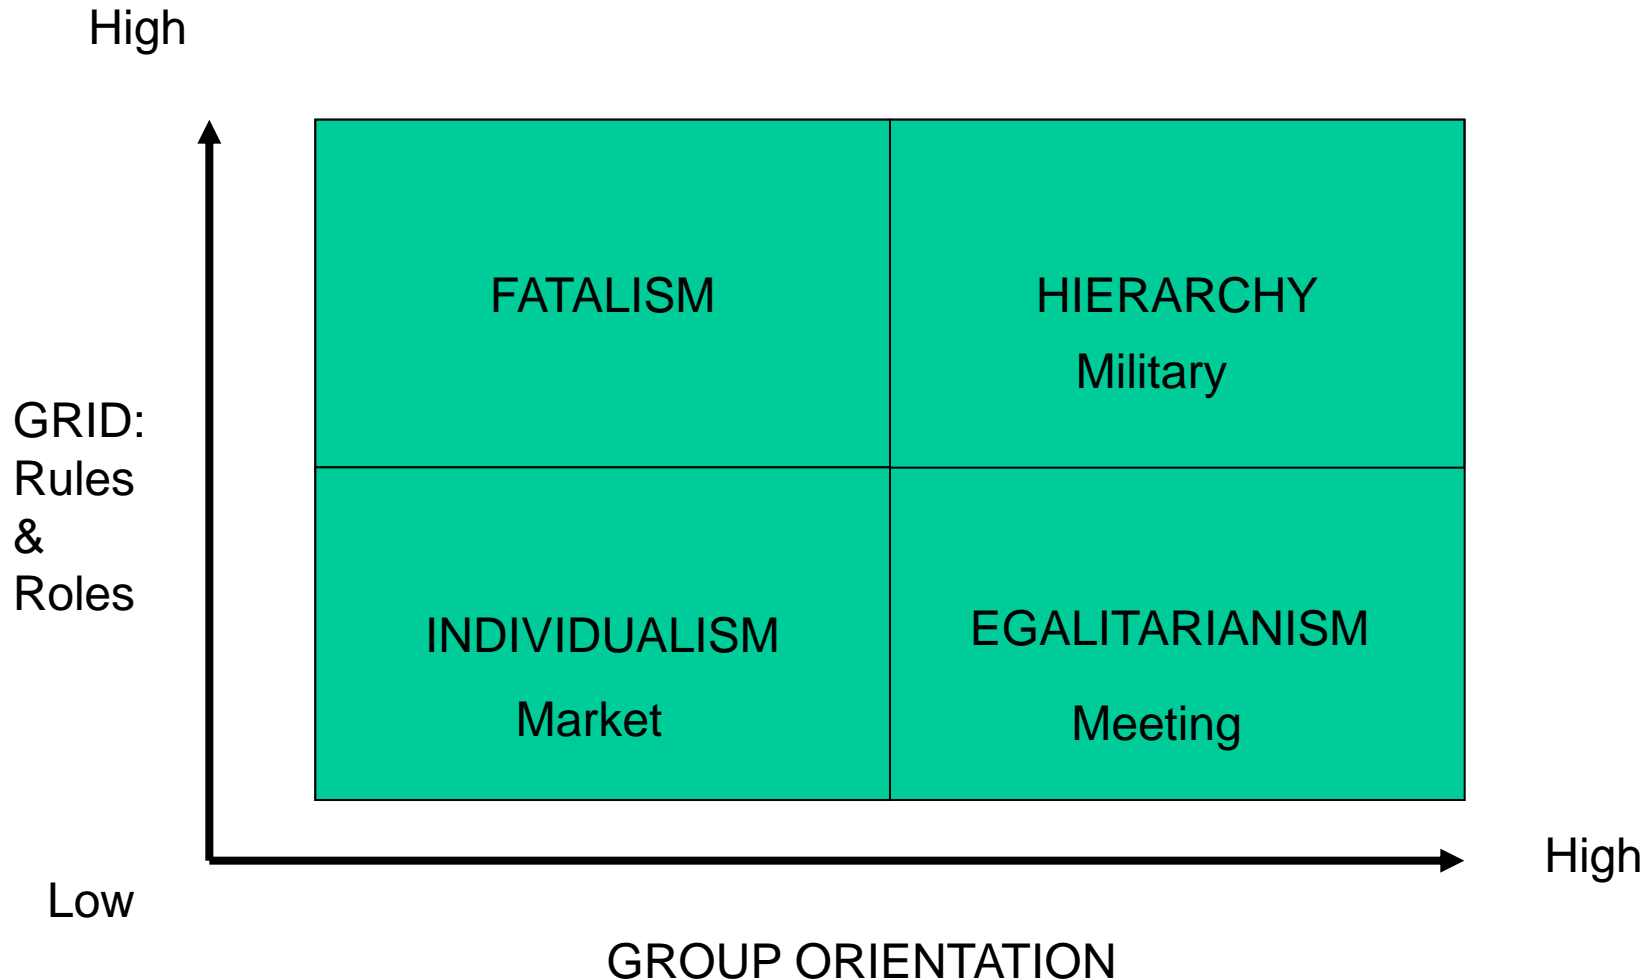 High
FATALISM
HIERARCHY
Military
GRID:
Rules
&
Roles
INDIVIDUALISM
Market
EGALITARIANISM
Meeting
High
Low
GROUP ORIENTATION